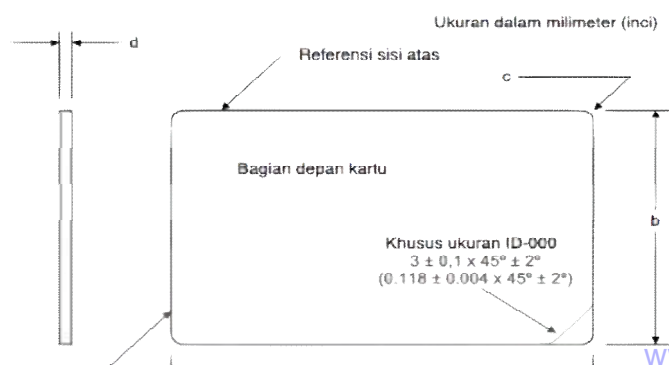 Ukuran dalam milimeter (inci)
d
Referensi sisi atas
c
Bagian depan kartu
b
Khusus ukuran ID-000
3 ± 0,1 x 45° ± 2°
(0.118 ± 0.004 x 45° ± 2°)